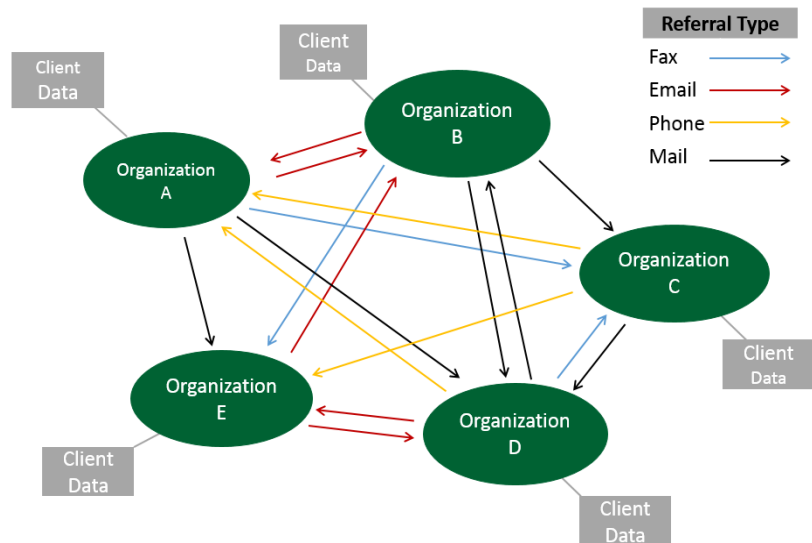 Client
Data
Client
Data
Referral Type
Fax
Email
Phone
Mail
Organization
B
Organization
A
Organization
C
Client
Data
Organization
E
Organization
D
Client
Data
Client
Data